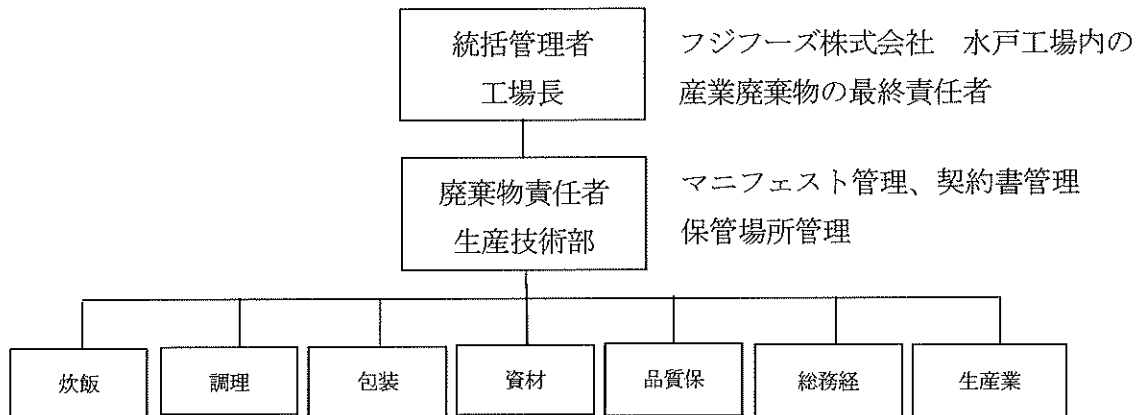 統括管理者
工場長
フジフーズ株式会社 水戸工場内の
産業廃棄物の最終責任者
廃棄物責任者
生産技術部
マニフェスト管理、契約書管理
保管場所管理
炊飯
調理
包装
資材
品質保
総務経
生産業